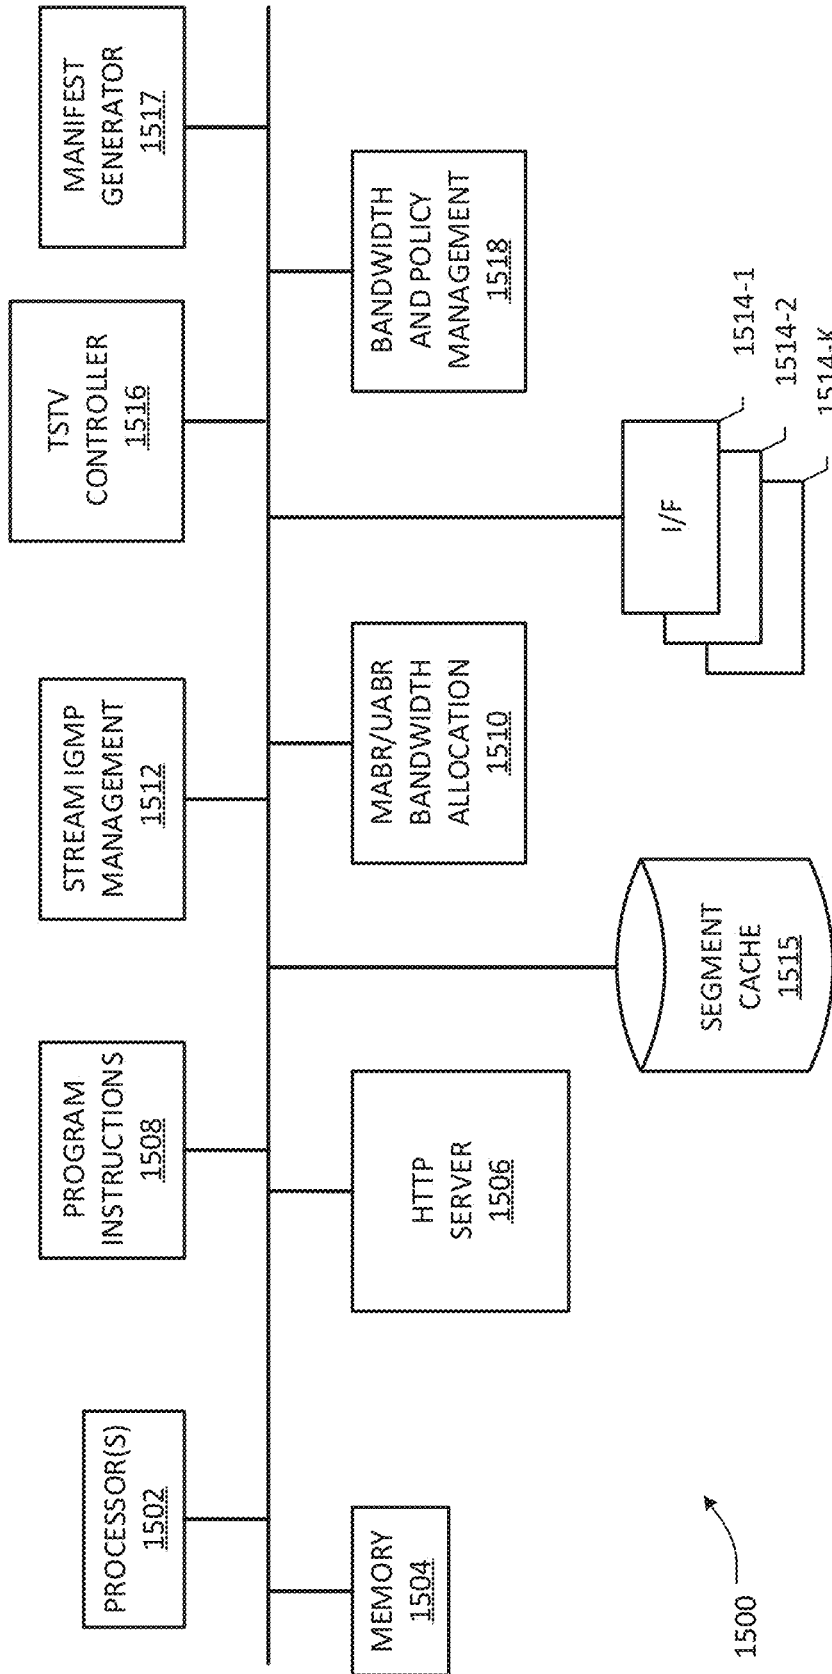 PROCESSOR(S)
1502
PROGRAM
INSTRUCTIONS
1508
STREAM IGMP
MANAGEMENT
1512
TSTV
CONTROLLER
1516
MANIFEST
GENERATOR
1517
MEMORY
1504
HTTP
SERVER
1506
MABR/UABR
BANDWIDTH
ALLOCATION
1510
BANDWIDTH
AND POLICY
MANAGEMENT
1518
SEGMENT
CACHE
1515
I/F
1514-1
1514-2
1514-K
1500